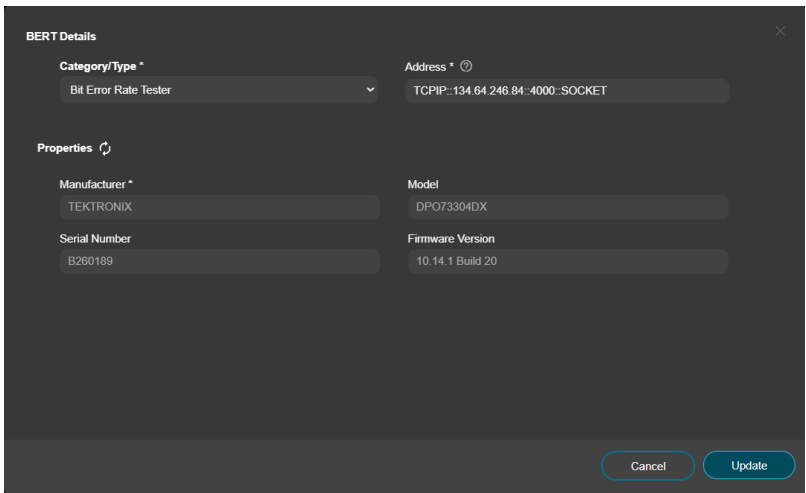 BERT Details
Category/Type *
Address *
Bit Error Rate Tester
TCPIP::134.64.246.84::4000::SOCKET
Properties
Manufacturer *
Model
TEKTRONIX
DPO73304DX
Serial Number
Firmware Version
B260189
10.14.1 Build 20
Cancel
Update